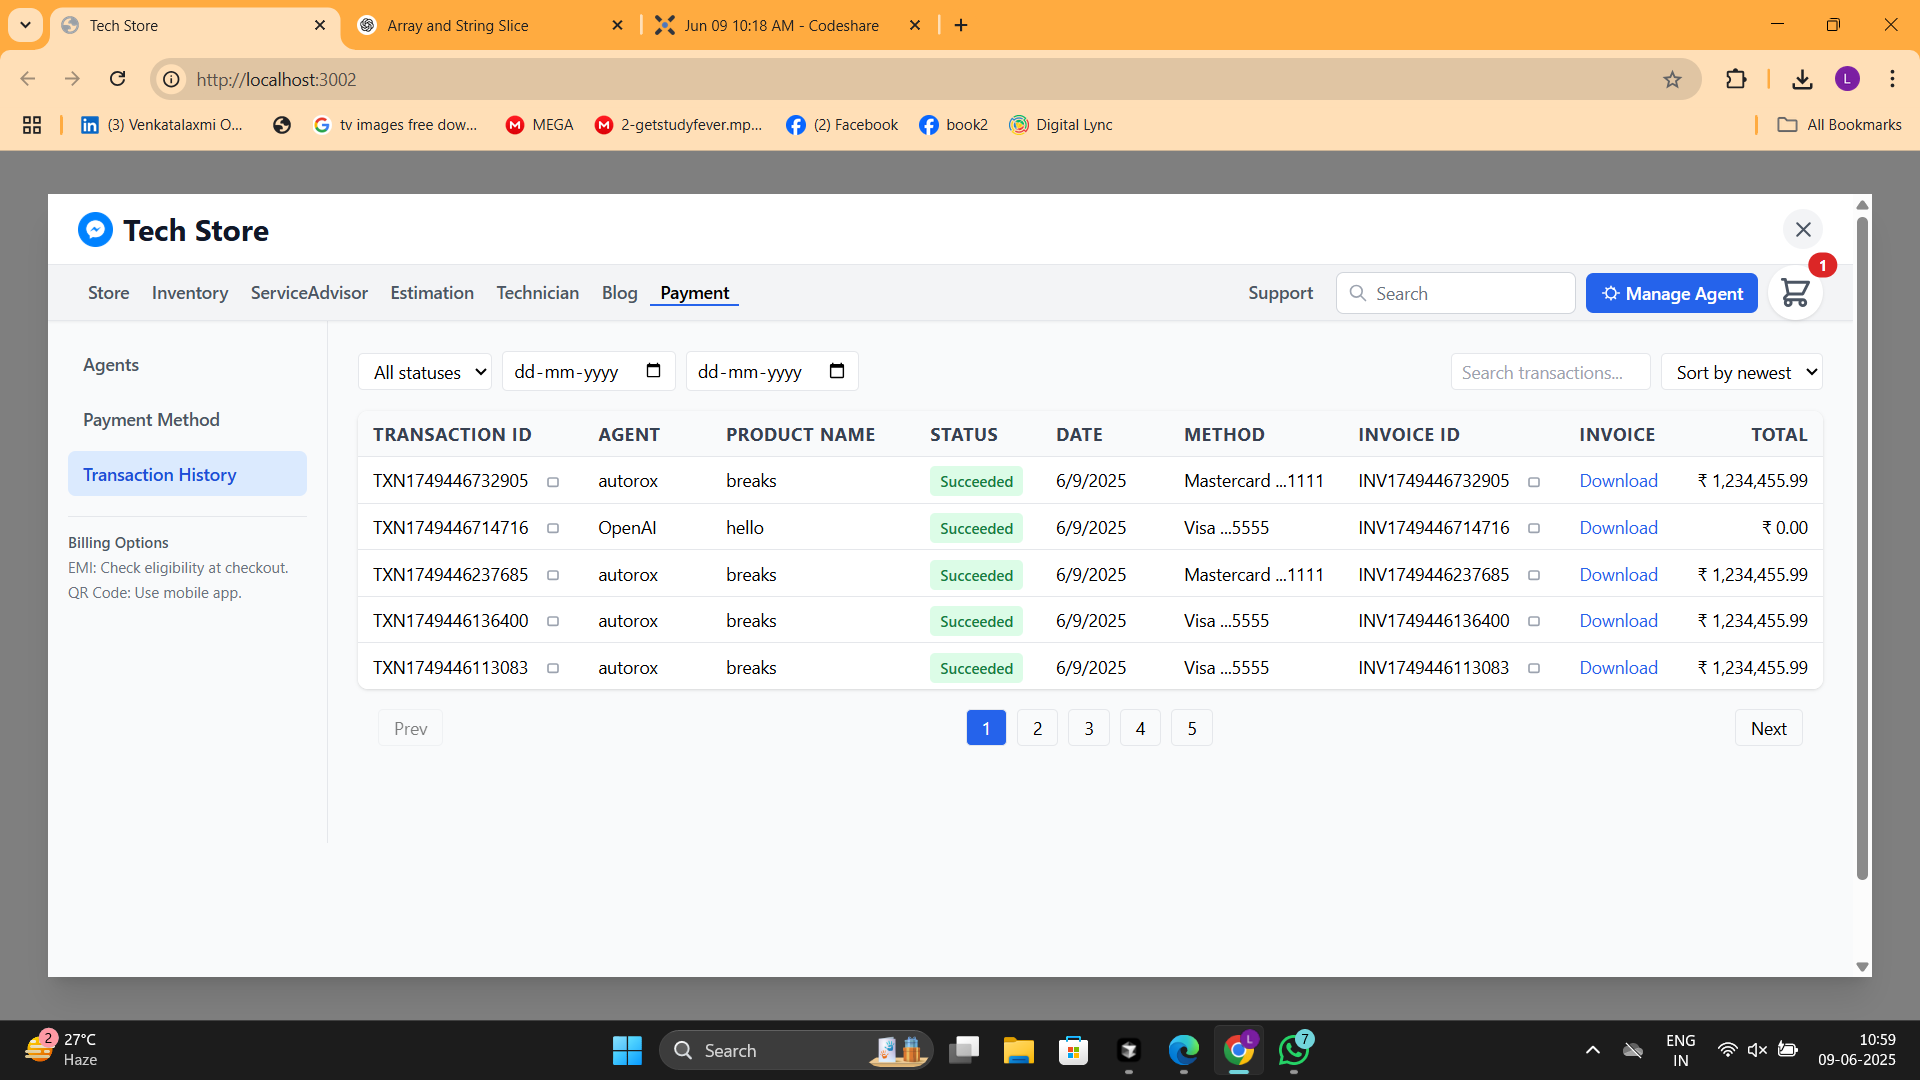 Tech Store
Array and String Slice
Jun 09 10:18 AM - Codeshare
http://localhost:3002
L
(3) Venkatalaxmi O...
tv images free dow...
MEGA
2-getstudyfever.mp...
(2) Facebook
book2
Digital Lync
All Bookmarks
Tech Store
Store Inventory ServiceAdvisor Estimation Technician Blog Payment Support Search Manage Agent 1
Agents
Payment Method
Transaction History
Billing Options
EMI: Check eligibility at checkout.
QR Code: Use mobile app.
All statuses dd-mm-yyyy dd-mm-yyyy Search transactions... Sort by newest
TRANSACTION ID AGENT PRODUCT NAME STATUS DATE METHOD INVOICE ID INVOICE TOTAL
TXN1749446732905 autorox breaks Succeeded 6/9/2025 Mastercard ...1111 INV1749446732905 Download ₹ 1,234,455.99
TXN1749446714716 OpenAI hello Succeeded 6/9/2025 Visa ...5555 INV1749446714716 Download ₹ 0.00
TXN1749446237685 autorox breaks Succeeded 6/9/2025 Mastercard ...1111 INV1749446237685 Download ₹ 1,234,455.99
TXN1749446136400 autorox breaks Succeeded 6/9/2025 Visa ...5555 INV1749446136400 Download ₹ 1,234,455.99
TXN1749446113083 autorox breaks Succeeded 6/9/2025 Visa ...5555 INV1749446113083 Download ₹ 1,234,455.99
Prev 1 2 3 4 5 Next
2
27°C
Haze
Search
L
7
ENG
IN
10:59
09-06-2025